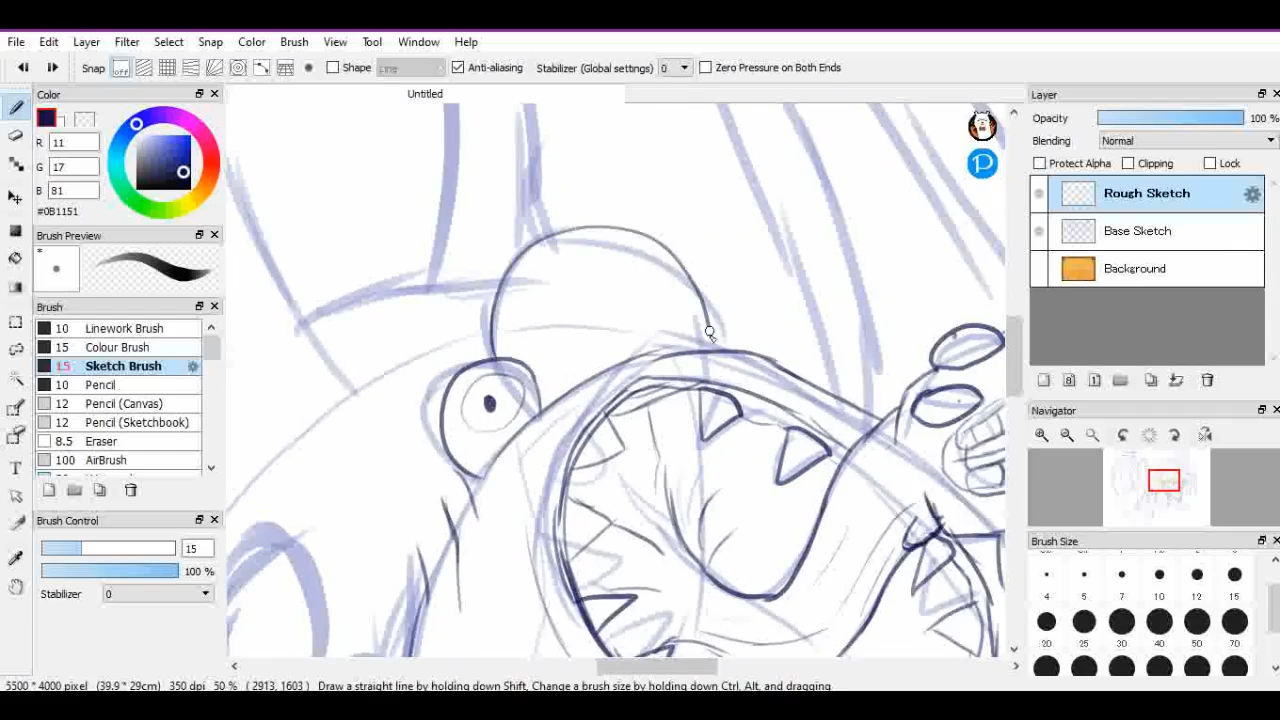 File Edit Layer Filter Select Snap Color Brush View Tool Window Help
Snap off Shape Anti-aliasing Stabilizer (Global settings) 0 Zero Pressure on Both Ends
Color
Untitled
Layer
R 11
G 17
B 81
#0B1151
Opacity 100 %
Blending Normal
Protect Alpha Clipping Lock
Rough Sketch
Base Sketch
Background
Brush Preview
*
Brush
10 Linework Brush
15 Colour Brush
15 Sketch Brush
10 Pencil
12 Pencil (Canvas)
12 Pencil (Sketchbook)
8.5 Eraser
100 AirBrush
Brush Control
15
100 %
Stabilizer 0
Navigator
Brush Size
4 5 7 10 12 15
20 25 30 40 50 70
5500 * 4000 pixel (39.9 * 29cm) 350 dpi 50 % ( 2913, 1603 ) Draw a straight line by holding down Shift, Change a brush size by holding down Ctrl, Alt, and dragging